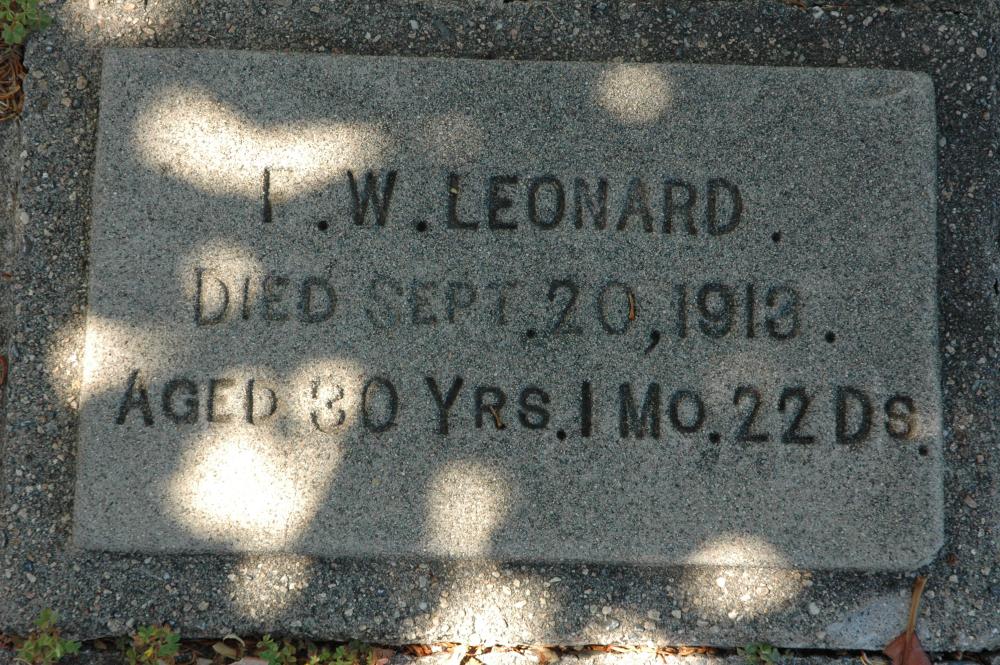 W. LEONARD.
DIED SEPT. 20, 1913.
AGED 30 YRS. 1 MO. 22 DS.